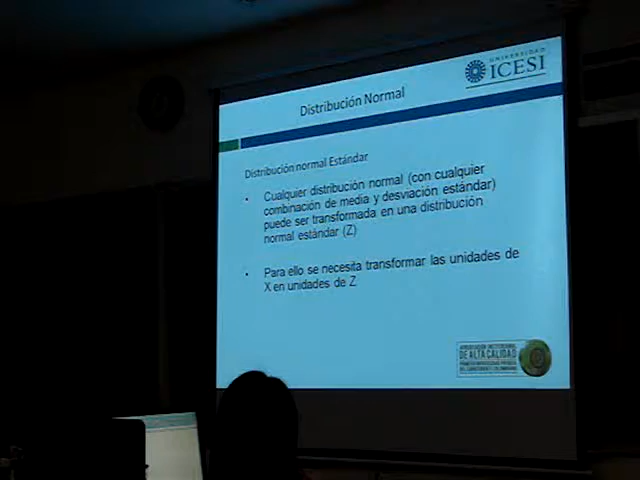 UNIVERSIDAD
ICESI
Distribución Normal
Distribución normal Estándar
• Cualquier distribución normal (con cualquier
combinación de media y desviación estándar)
puede ser transformada en una distribución
normal estándar (Z)
• Para ello se necesita transformar las unidades de
X en unidades de Z
ACREDITACIÓN INSTITUCIONAL
DE ALTA CALIDAD